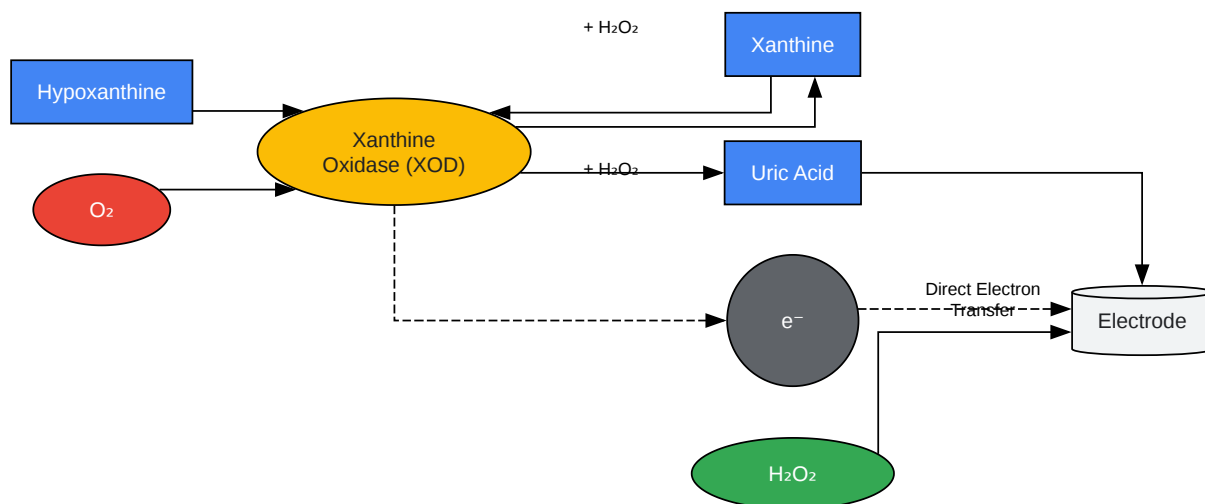 + H₂O₂
Xanthine
Hypoxanthine
Xanthine
Oxidase (XOD)
+ H₂O₂
Uric Acid
O₂
Direct Electron
Transfer
e⁻
Electrode
H₂O₂